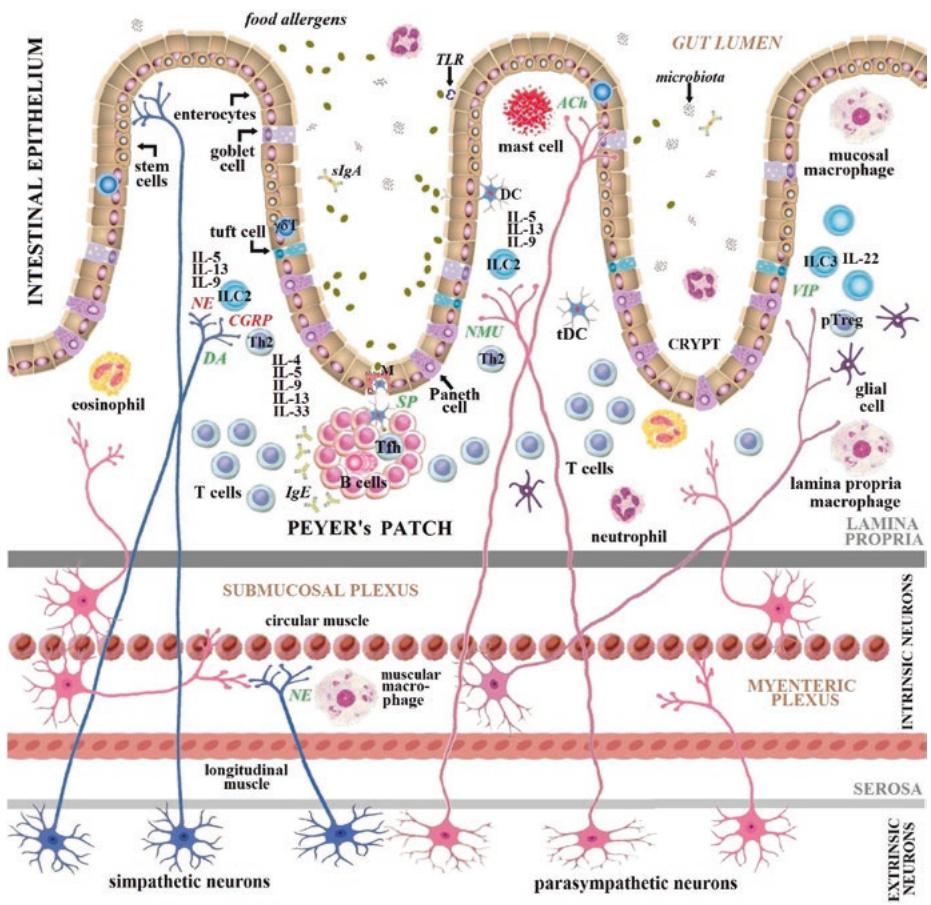 food allergens
GUT LUMEN
TLR
microbiota
ACh
enterocytes
mast cell
goblet
cell
mucosal
macrophage
stem
cells
sIgA
DC
INTESTINAL EPITHELIUM
γδT
tuft cell
IL-5
IL-13
IL-9
IL-5
IL-13
IL-9
ILC2
ILC3
IL-22
NE
ILC2
VIP
CGRP
NMU
tDC
pTreg
DA
Th2
Th2
CRYPT
IL-4
IL-5
IL-9
IL-13
IL-33
M
SP
Paneth
cell
eosinophil
glial
cell
Tfh
T cells
IgE
B cells
T cells
lamina propria
macrophage
PEYER's PATCH
neutrophil
LAMINA
PROPRIA
SUBMUCOSAL PLEXUS
circular muscle
INTRINSIC NEURONS
NE
muscular
macro-
phage
MYENTERIC
PLEXUS
longitudinal
muscle
SEROSA
simpathetic neurons
parasympathetic neurons
EXTRINSIC
NEURONS